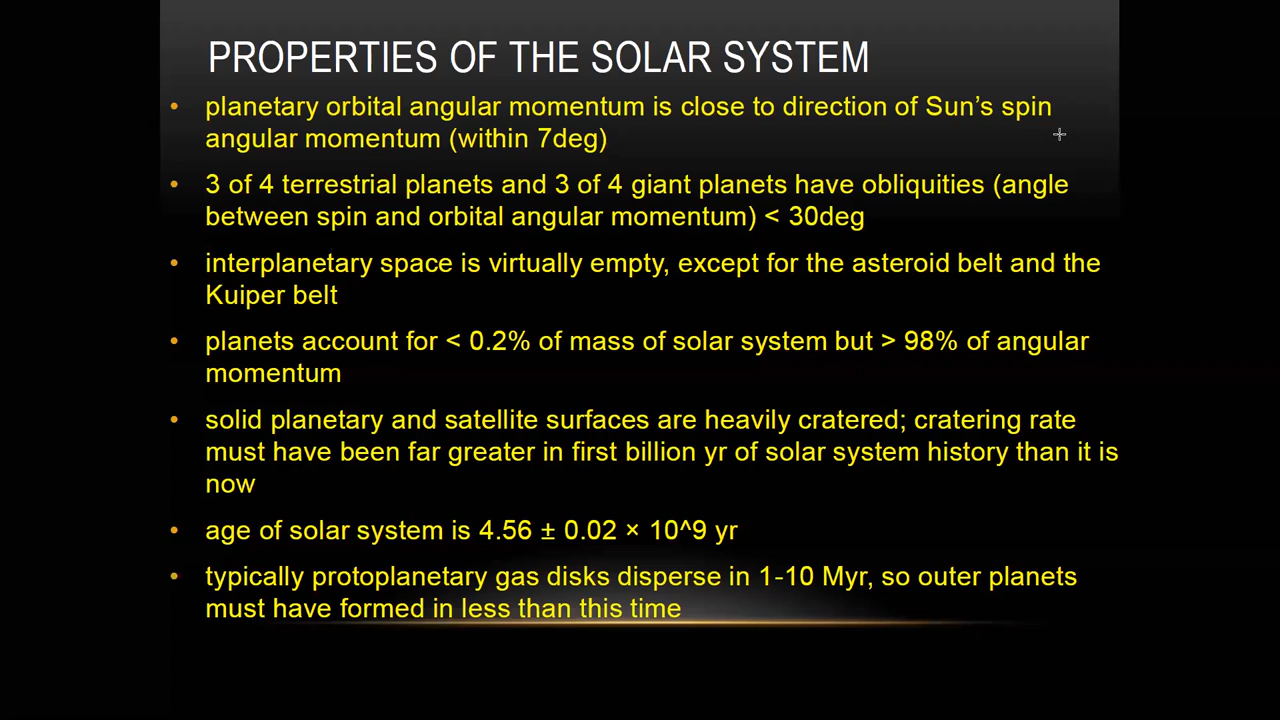 PROPERTIES OF THE SOLAR SYSTEM
• planetary orbital angular momentum is close to direction of Sun’s spin
angular momentum (within 7deg)
• 3 of 4 terrestrial planets and 3 of 4 giant planets have obliquities (angle
between spin and orbital angular momentum) < 30deg
• interplanetary space is virtually empty, except for the asteroid belt and the
Kuiper belt
• planets account for < 0.2% of mass of solar system but > 98% of angular
momentum
• solid planetary and satellite surfaces are heavily cratered; cratering rate
must have been far greater in first billion yr of solar system history than it is
now
• age of solar system is 4.56 ± 0.02 × 10^9 yr
• typically protoplanetary gas disks disperse in 1-10 Myr, so outer planets
must have formed in less than this time